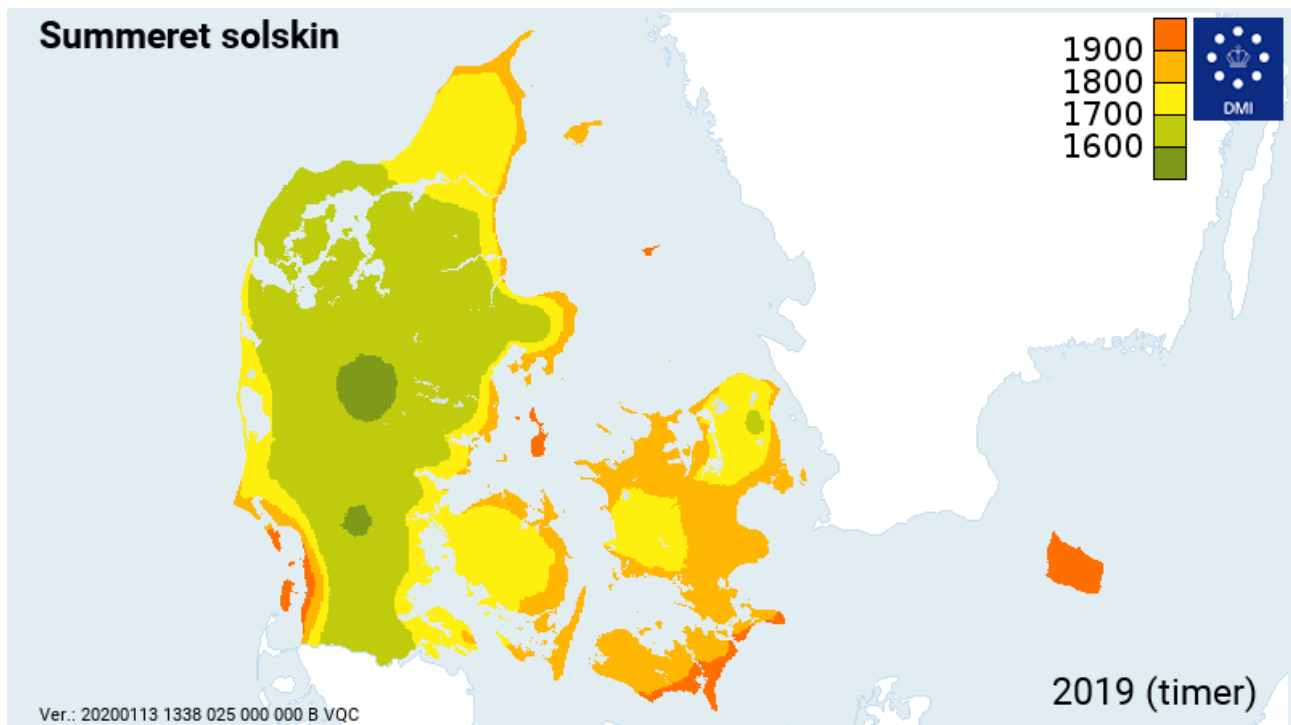 Summeret solskin
1900
1800
1700
1600
DMI
2019 (timer)
Ver.: 20200113 1338 025 000 000 B VQC